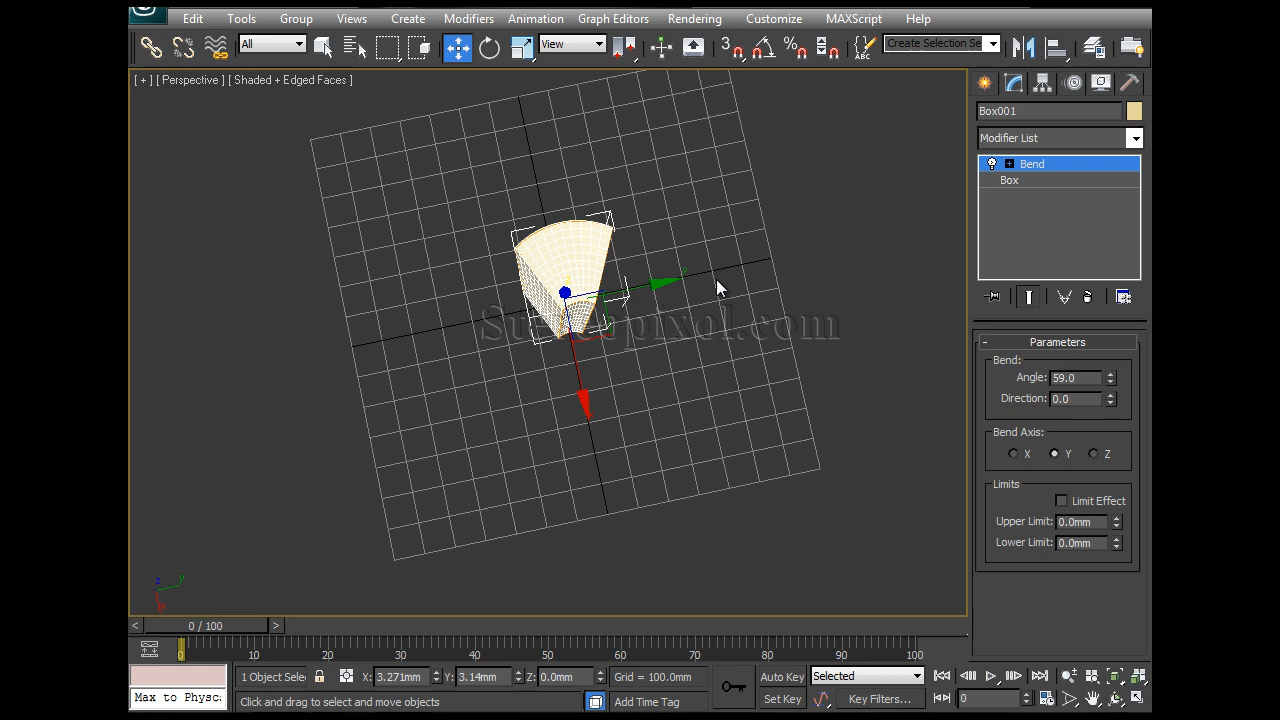 Edit Tools Group Views Create Modifiers Animation Graph Editors Rendering Customize MAXScript Help
All View 3 % ABC Create Selection Se
[ + ] [ Perspective ] [ Shaded + Edged Faces ]
Box001
Modifier List
Bend
Box
Parameters
Bend:
Angle: 59.0
Direction: 0.0
Bend Axis:
X Y Z
Limits
Limit Effect
Upper Limit: 0.0mm
Lower Limit: 0.0mm
z y
< 0 / 100 >
0 10 20 30 40 50 60 70 80 90 100
1 Object Selec X: 3.271mm Y: 3.14mm Z: 0.0mm Grid = 100.0mm Auto Key Selected
Max to Physc: Click and drag to select and move objects Add Time Tag Set Key Key Filters... 0